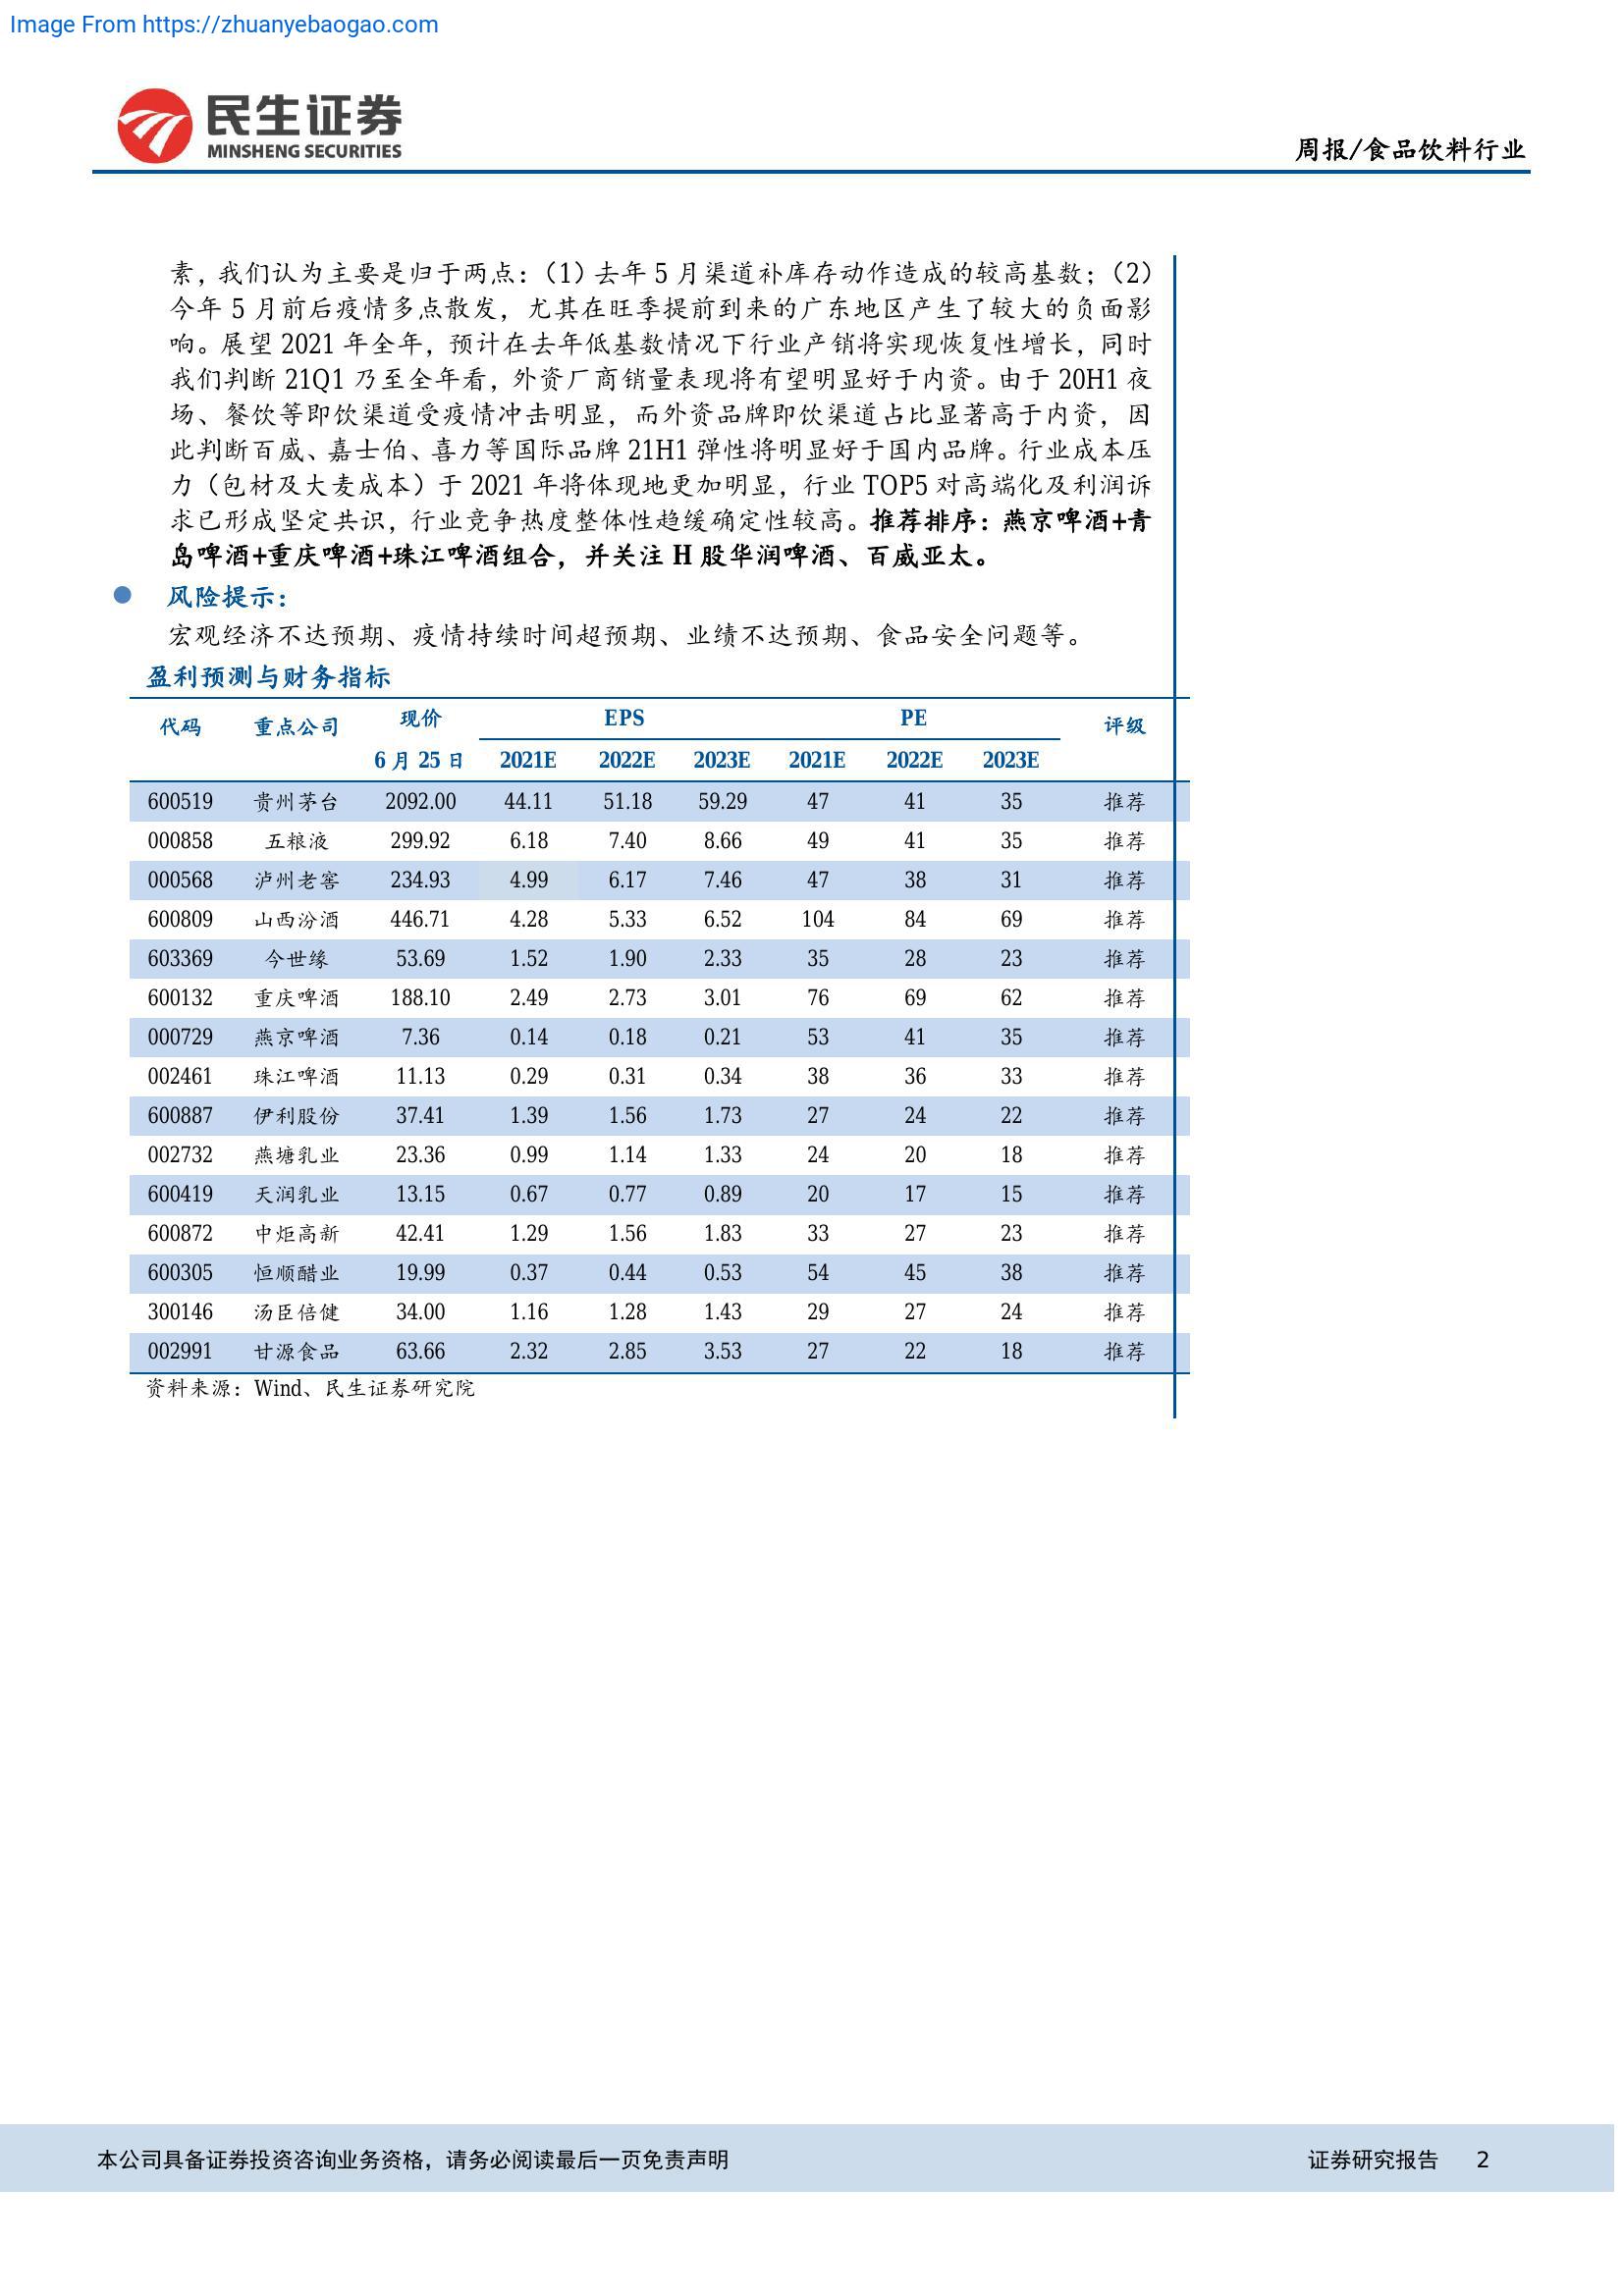 Image From https://zhuanyebaogao.com
民生证券
MINSHENG SECURITIES
周报/食品饮料行业
素，我们认为主要是归于两点：（1）去年 5 月渠道补库存动作造成的较高基数；（2）
今年 5 月前后疫情多点散发，尤其在旺季提前到来的广东地区产生了较大的负面影
响。展望 2021 年全年，预计在去年低基数情况下行业产销将实现恢复性增长，同时
我们判断 21Q1 乃至全年看，外资厂商销量表现将有望明显好于内资。由于 20H1 夜
场、餐饮等即饮渠道受疫情冲击明显，而外资品牌即饮渠道占比显著高于内资，因
此判断百威、嘉士伯、喜力等国际品牌 21H1 弹性将明显好于国内品牌。行业成本压
力（包材及大麦成本）于 2021 年将体现地更加明显，行业 TOP5 对高端化及利润诉
求已形成坚定共识，行业竞争热度整体性趋缓确定性较高。推荐排序：燕京啤酒+青
岛啤酒+重庆啤酒+珠江啤酒组合，并关注 H 股华润啤酒、百威亚太。
风险提示：
宏观经济不达预期、疫情持续时间超预期、业绩不达预期、食品安全问题等。
盈利预测与财务指标
代码 重点公司 现价 EPS PE 评级
6 月 25 日 2021E 2022E 2023E 2021E 2022E 2023E
600519 贵州茅台 2092.00 44.11 51.18 59.29 47 41 35 推荐
000858 五粮液 299.92 6.18 7.40 8.66 49 41 35 推荐
000568 泸州老窖 234.93 4.99 6.17 7.46 47 38 31 推荐
600809 山西汾酒 446.71 4.28 5.33 6.52 104 84 69 推荐
603369 今世缘 53.69 1.52 1.90 2.33 35 28 23 推荐
600132 重庆啤酒 188.10 2.49 2.73 3.01 76 69 62 推荐
000729 燕京啤酒 7.36 0.14 0.18 0.21 53 41 35 推荐
002461 珠江啤酒 11.13 0.29 0.31 0.34 38 36 33 推荐
600887 伊利股份 37.41 1.39 1.56 1.73 27 24 22 推荐
002732 燕塘乳业 23.36 0.99 1.14 1.33 24 20 18 推荐
600419 天润乳业 13.15 0.67 0.77 0.89 20 17 15 推荐
600872 中炬高新 42.41 1.29 1.56 1.83 33 27 23 推荐
600305 恒顺醋业 19.99 0.37 0.44 0.53 54 45 38 推荐
300146 汤臣倍健 34.00 1.16 1.28 1.43 29 27 24 推荐
002991 甘源食品 63.66 2.32 2.85 3.53 27 22 18 推荐
资料来源：Wind、民生证券研究院
本公司具备证券投资咨询业务资格，请务必阅读最后一页免责声明 证券研究报告 2